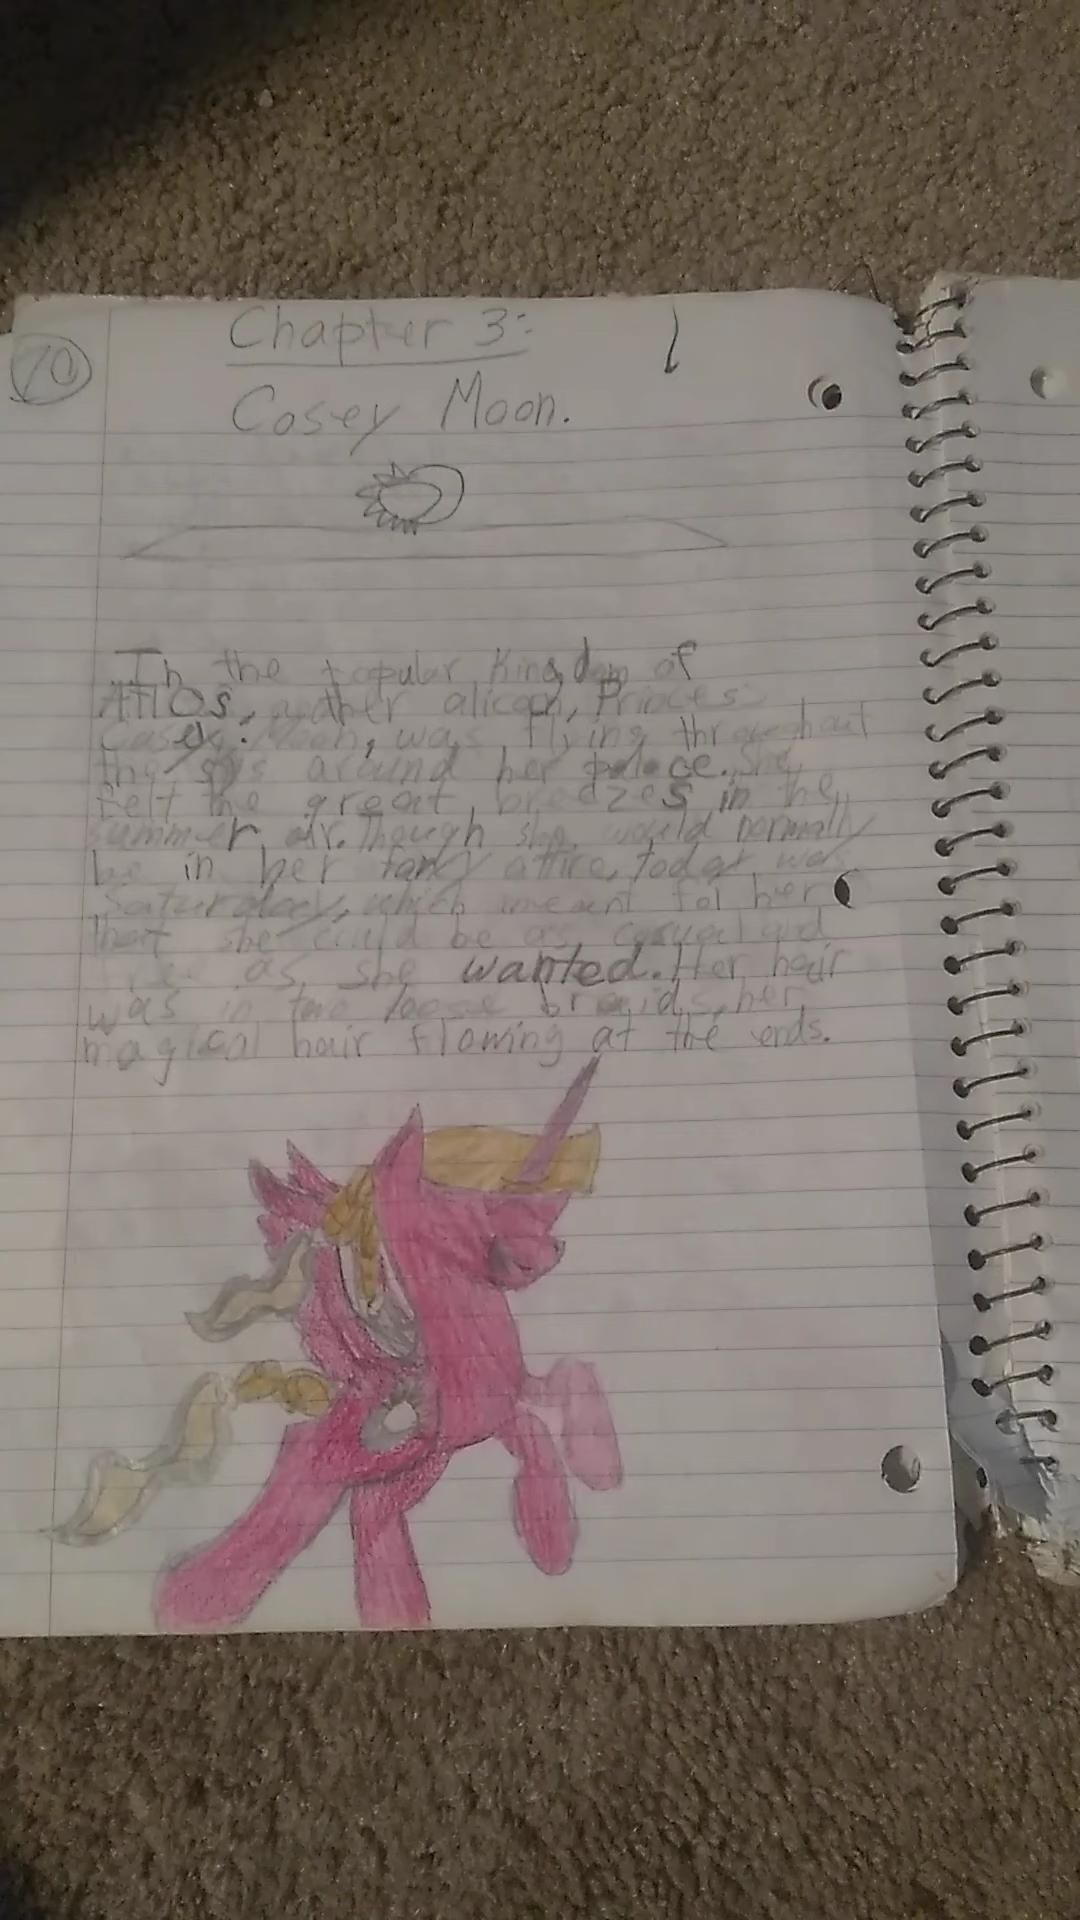 10
Chapter 3:
Casey Moon.
In the popular Kingdom of
Atlos, another alicorn, Princess
Casey Moon, was flying throughout
the skys around her palace. She
felt the great breezes in the
summer air. Though she would normally
be in her fancy attire, today was
Saturday, which meant for her
that she could be as casual and
free as she wanted. Her hair
was in two loose braids, her
magical hair flowing at the ends.